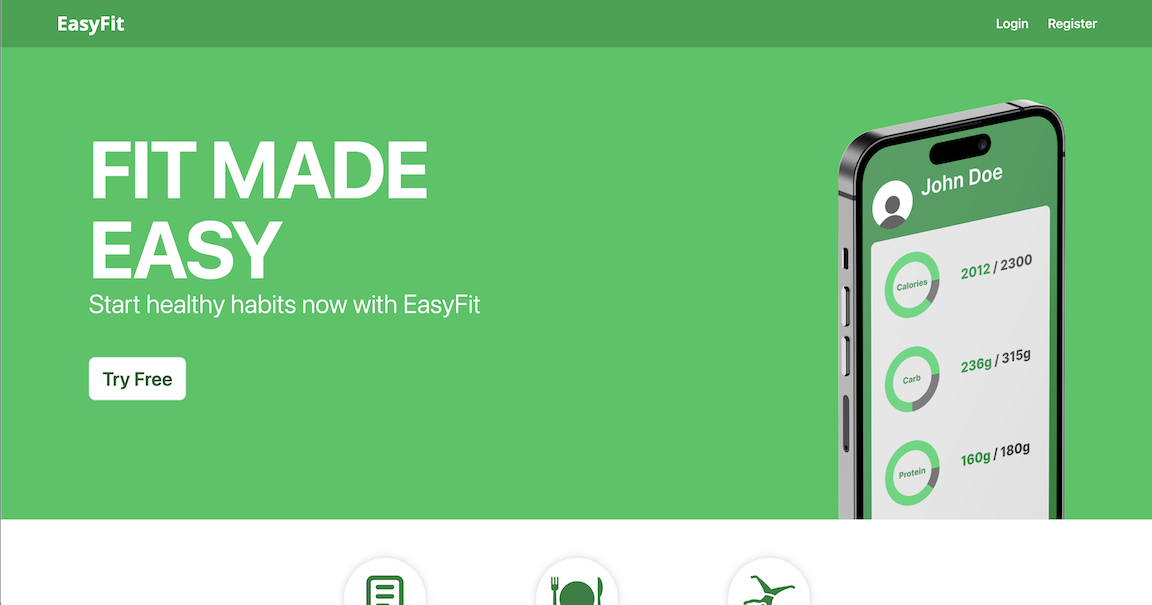 EasyFit
Login
Register
FIT MADE
EASY
Start healthy habits now with EasyFit
Try Free
John Doe
Calories
2012 / 2300
Carb
236g / 315g
Protein
160g / 180g